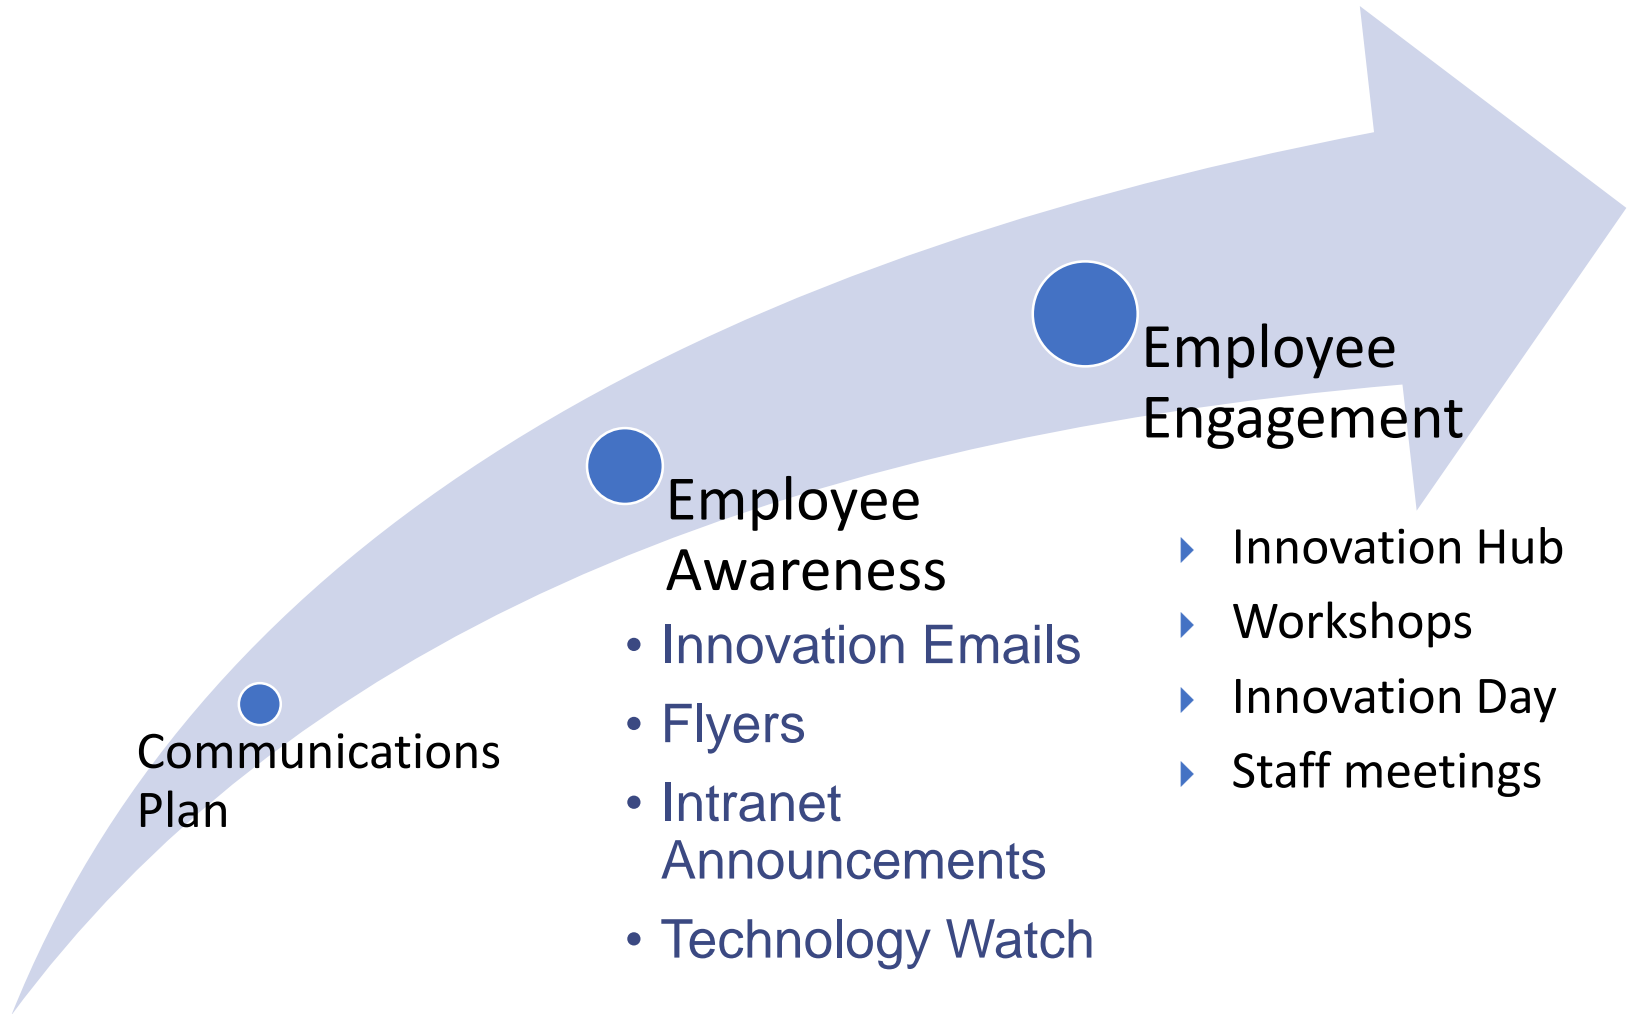 Communications
Plan
Employee
Awareness
• Innovation Emails
• Flyers
• Intranet
Announcements
• Technology Watch
Employee
Engagement
Innovation Hub
Workshops
Innovation Day
Staff meetings